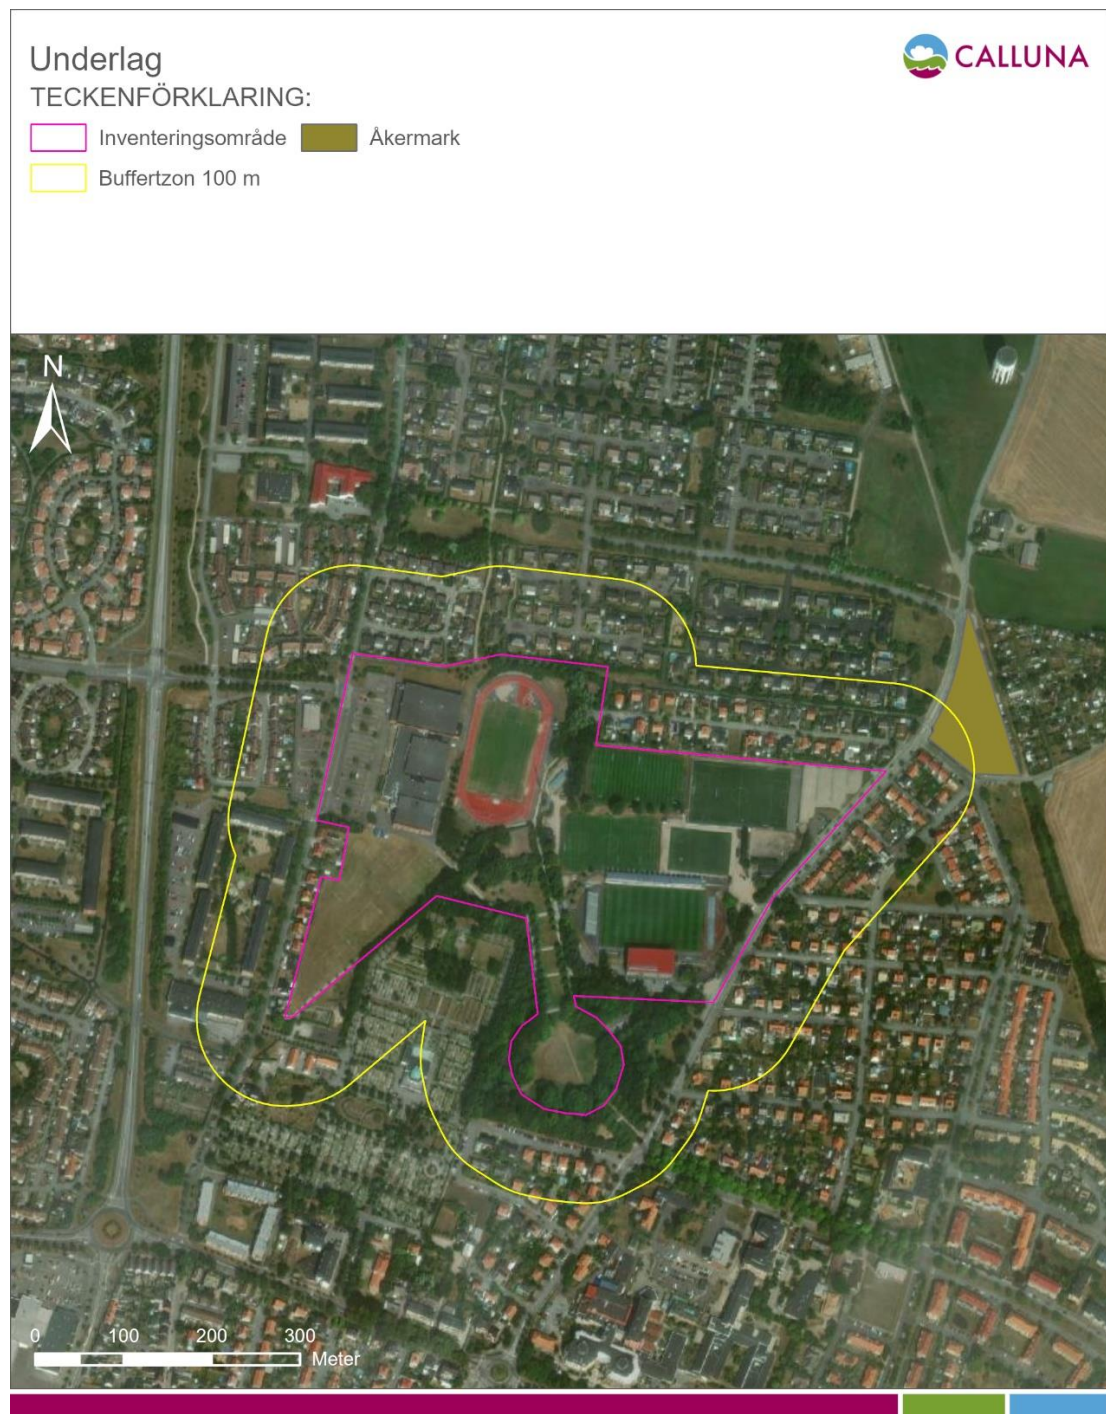 Underlag
CALLUNA
TECKENFÖRKLARING:
Inventeringsområde Åkermark
Buffertzon 100 m
N
0 100 200 300
Meter